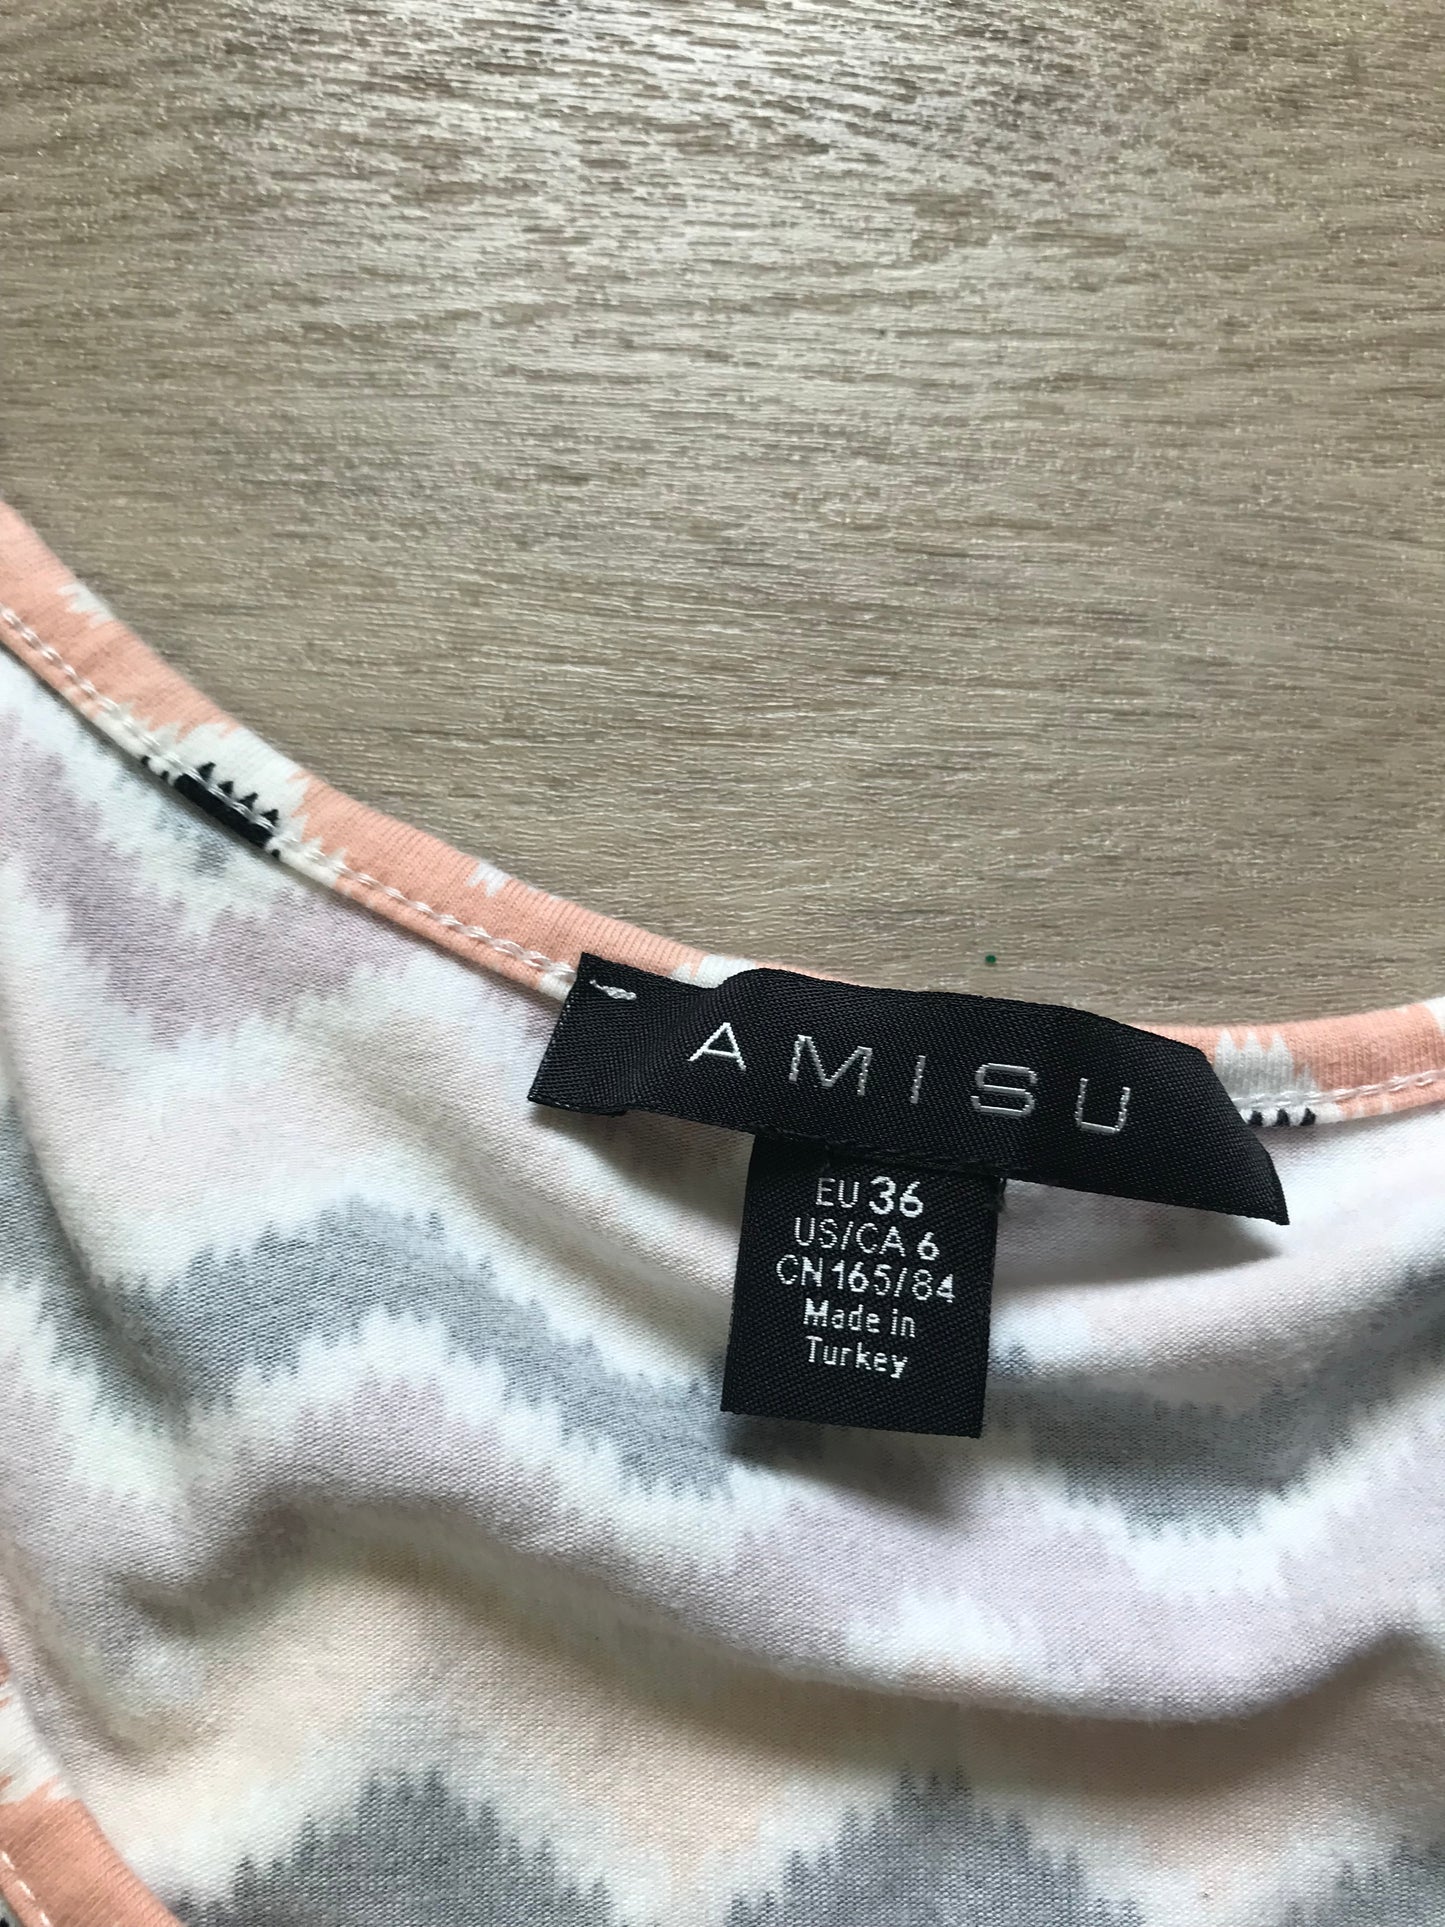 AMISU
EU 36
US/CA 6
CN 165/84
Made in
Turkey